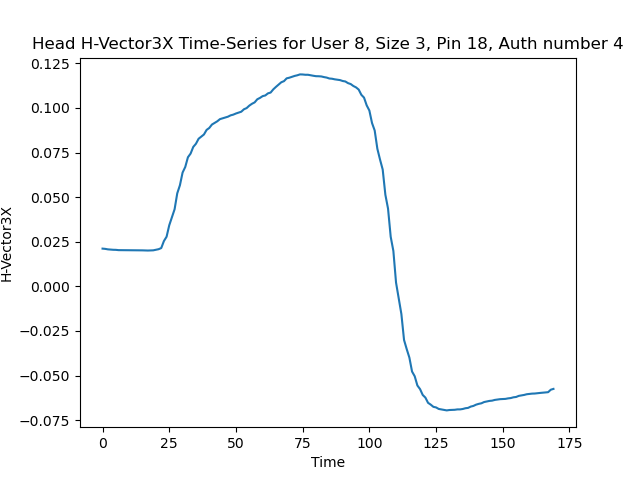 Head H-Vector3X Time-Series for User 8, Size 3, Pin 18, Auth number 4
0.125
0.100
0.075
0.050
0.025
0.000
−0.025
−0.050
−0.075
H-Vector3X
0 25 50 75 100 125 150 175
Time